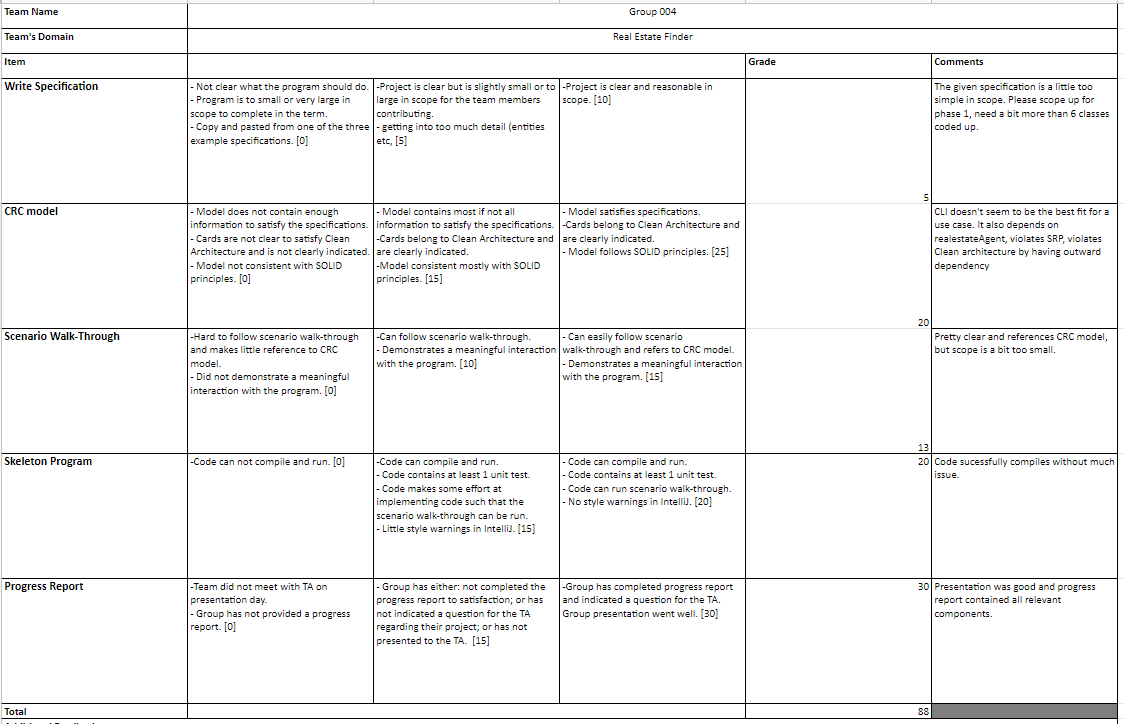 Team Name
Group 004
Team's Domain
Real Estate Finder
Item
Grade
Comments
Write Specification
- Not clear what the program should do.
- Program is to small or very large in
scope to complete in the term.
- Copy and pasted from one of the three
example specifications. [0]
-Project is clear but is slightly small or to
large in scope for the team members
contributing.
- getting into too much detail (entities
etc, [5]
-Project is clear and reasonable in
scope. [10]
5
The given specification is a little too
simple in scope. Please scope up for
phase 1, need a bit more than 6 classes
coded up.
CRC model
- Model does not contain enough
information to satisfy the specifications.
- Cards are not clear to satisfy Clean
Architecture and is not clearly indicated.
- Model not consistent with SOLID
principles. [0]
- Model contains most if not all
information to satisfy the specifications.
-Cards belong to Clean Architecture and
are clearly indicated.
-Model consistent mostly with SOLID
principles. [15]
- Model satisfies specifications.
-Cards belong to Clean Architecture and
are clearly indicated.
- Model follows SOLID principles. [25]
20
CLI doesn't seem to be the best fit for a
use case. It also depends on
realestateAgent, violates SRP, violates
Clean architecture by having outward
dependency
Scenario Walk-Through
-Hard to follow scenario walk-through
and makes little reference to CRC
model.
- Did not demonstrate a meaningful
interaction with the program. [0]
-Can follow scenario walk-through.
- Demonstrates a meaningful interaction
with the program. [10]
- Can easily follow scenario
walk-through and refers to CRC model.
- Demonstrates a meaningful interaction
with the program. [15]
13
Pretty clear and references CRC model,
but scope is a bit too small.
Skeleton Program
-Code can not compile and run. [0]
-Code can compile and run.
- Code contains at least 1 unit test.
- Code makes some effort at
implementing code such that the
scenario walk-through can be run.
- Little style warnings in IntelliJ. [15]
- Code can compile and run.
- Code contains at least 1 unit test.
- Code can run scenario walk-through.
- No style warnings in IntelliJ. [20]
20
Code sucessfully compiles without much
issue.
Progress Report
-Team did not meet with TA on
presentation day.
- Group has not provided a progress
report. [0]
- Group has either: not completed the
progress report to satisfaction; or has
not indicated a question for the TA
regarding their project; or has not
presented to the TA. [15]
-Group has completed progress report
and indicated a question for the TA.
Group presentation went well. [30]
30
Presentation was good and progress
report contained all relevant
components.
Total
88